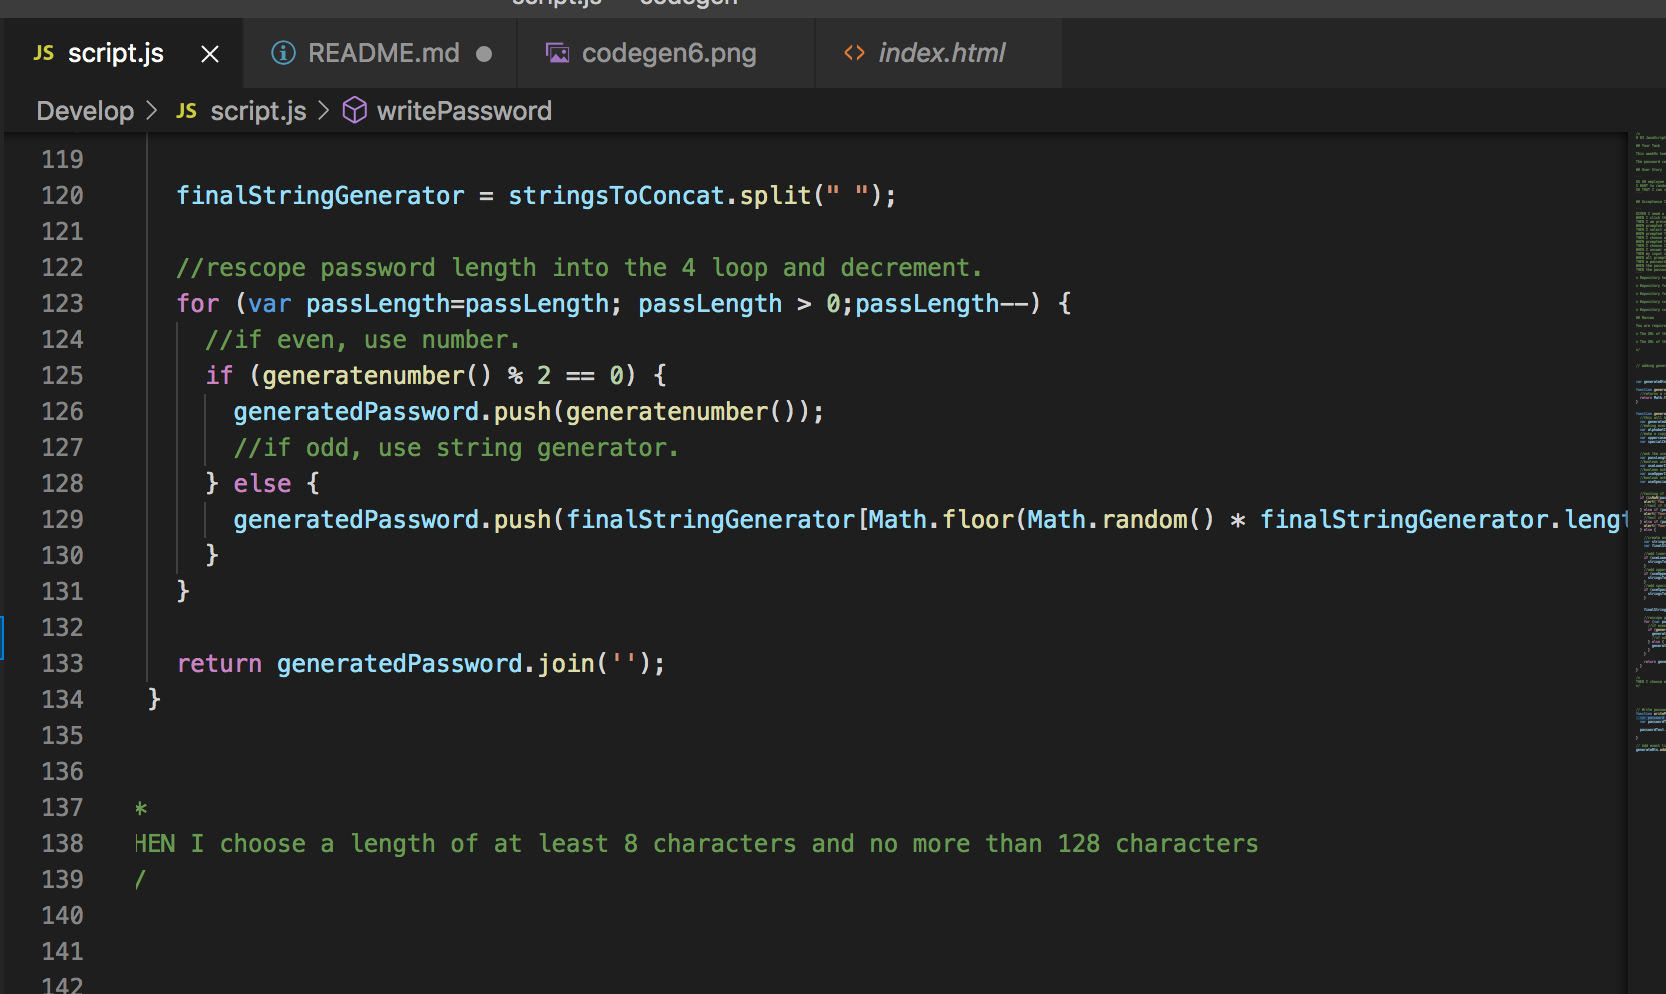 script.js — codegen
JS script.js × README.md ● codegen6.png <> index.html
Develop > JS script.js > writePassword
119
120 finalStringGenerator = stringsToConcat.split(" ");
121
122 //rescope password length into the 4 loop and decrement.
123 for (var passLength=passLength; passLength > 0;passLength--) {
124 //if even, use number.
125 if (generatenumber() % 2 == 0) {
126 generatedPassword.push(generatenumber());
127 //if odd, use string generator.
128 } else {
129 generatedPassword.push(finalStringGenerator[Math.floor(Math.random() * finalStringGenerator.lengt
130 }
131 }
132
133 return generatedPassword.join('');
134 }
135
136
137 *
138 HEN I choose a length of at least 8 characters and no more than 128 characters
139 /
140
141
142